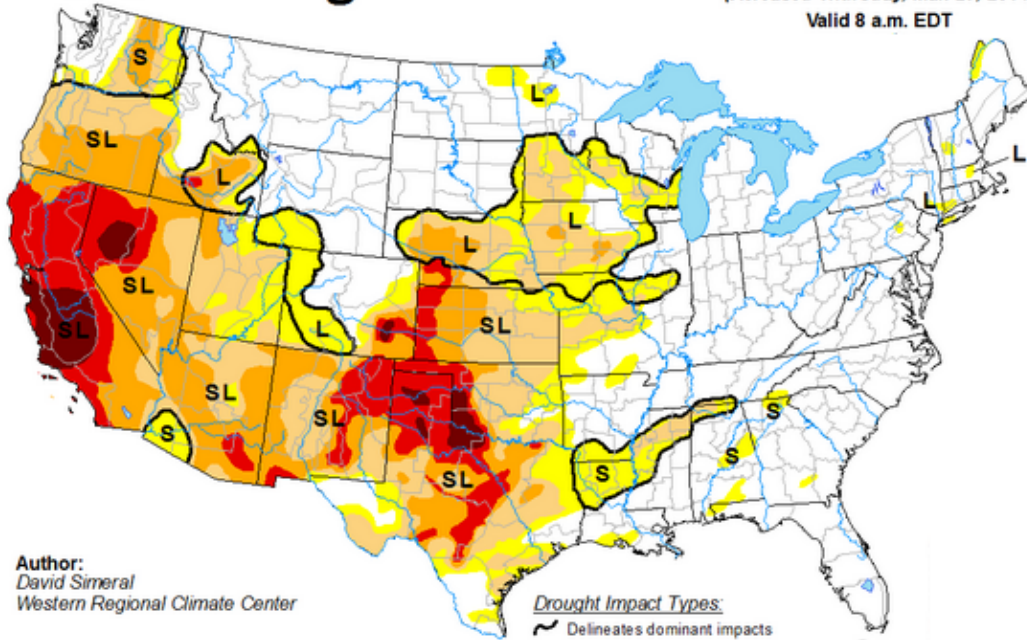 Valid 8 a.m. EDT
S
L
SL
L
L
L
L
L
SL
SL
SL
L
SL
S
SL
S
SL
S
S
Author:
David Simeral
Western Regional Climate Center
Drought Impact Types:
Delineates dominant impacts